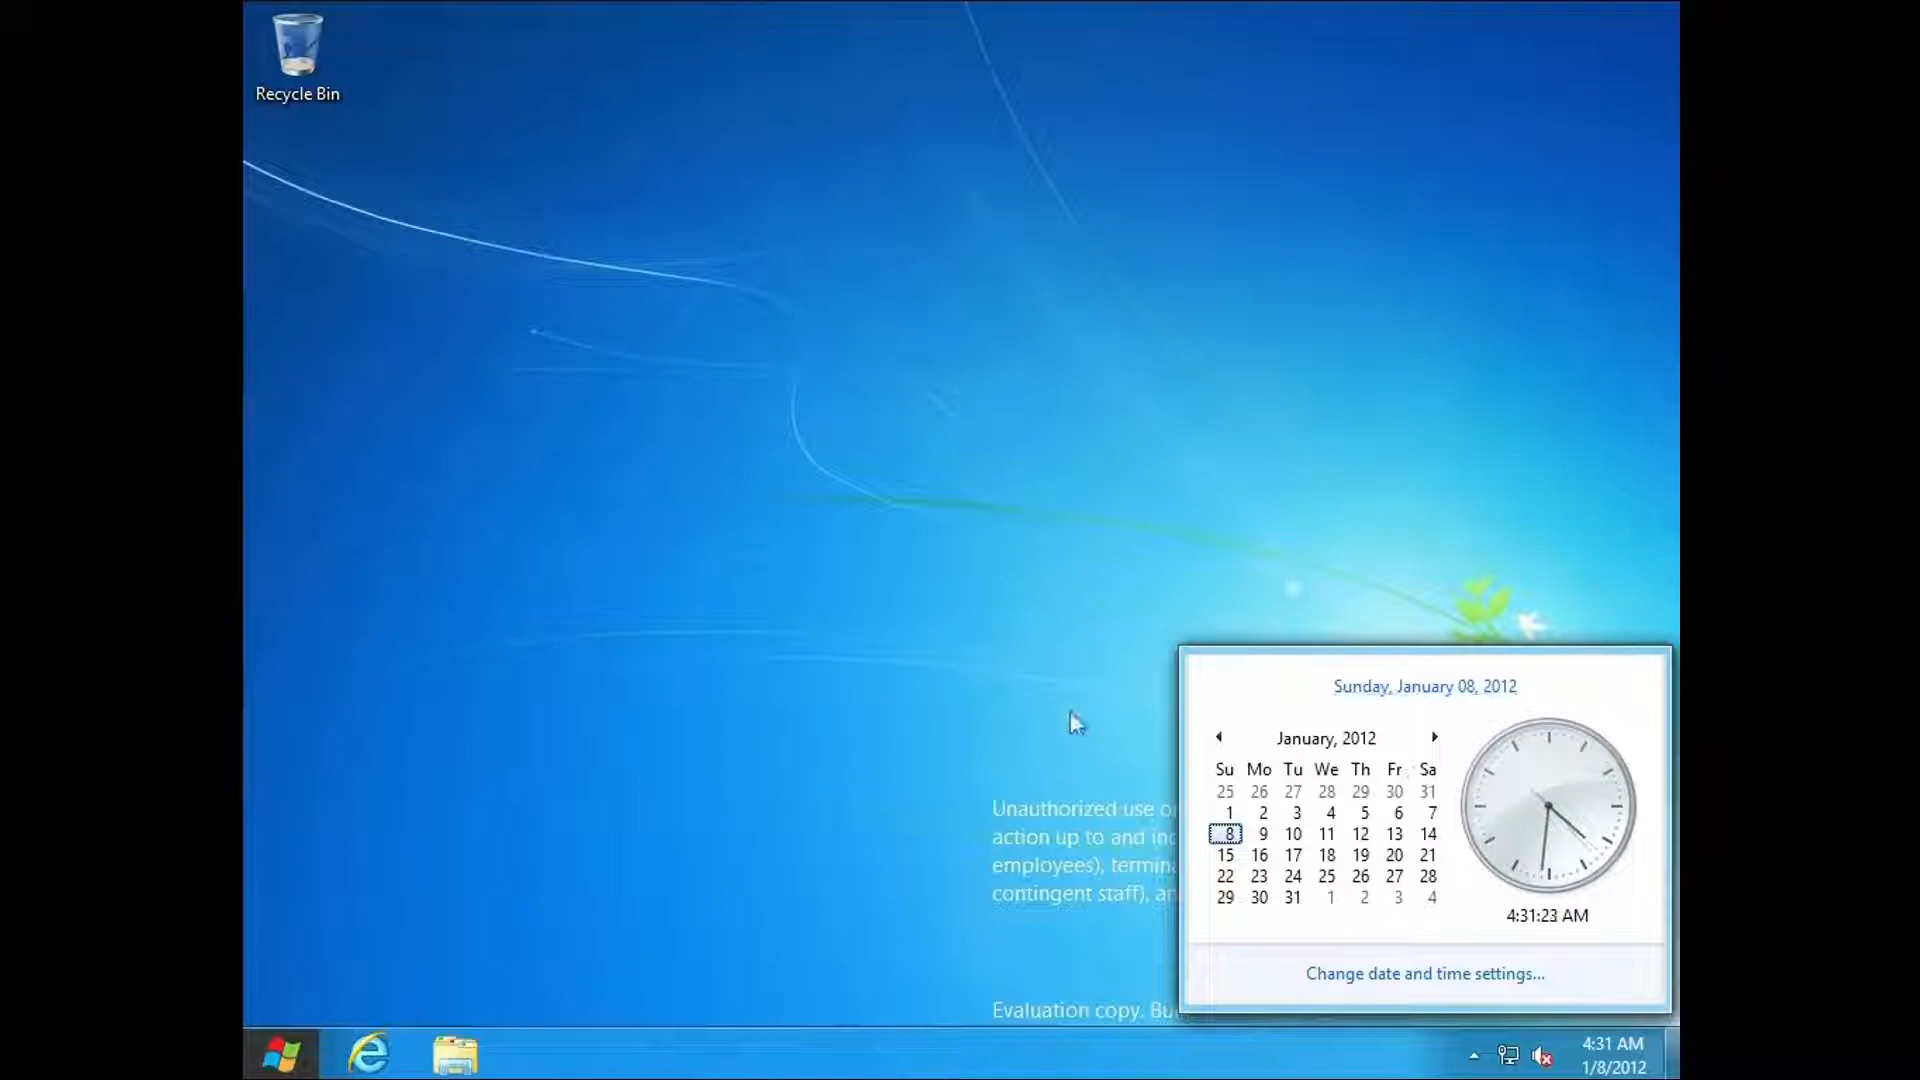 Recycle Bin
Sunday, January 08, 2012
January, 2012
Su Mo Tu We Th Fr Sa
25 26 27 28 29 30 31
1 2 3 4 5 6 7
8 9 10 11 12 13 14
15 16 17 18 19 20 21
22 23 24 25 26 27 28
29 30 31 1 2 3 4
4:31:23 AM
Change date and time settings...
Unauthorized use
action up to and
employees),
contingent staff),
Evaluation copy.
4:31 AM
1/8/2012